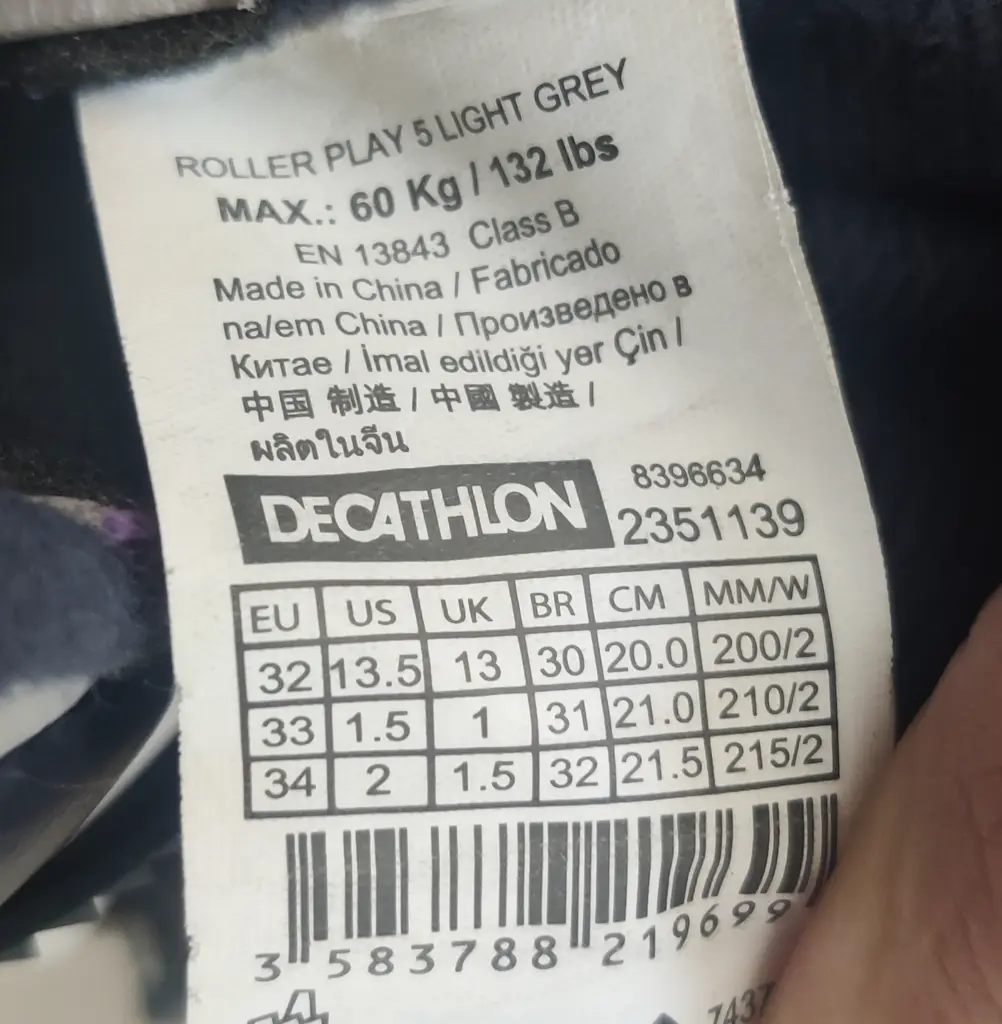 ROLLER PLAY 5 LIGHT GREY
MAX.: 60 Kg / 132 lbs
EN 13843 Class B
Made in China / Fabricado
na/em China / Произведено в
Китае / İmal edildiği yer Çin /
中国 制造 / 中國 製造 /
ผลิตในจีน
DECATHLON
8396634
2351139
EU US UK BR CM MM/W
32 13.5 13 30 20.0 200/2
33 1.5 1 31 21.0 210/2
34 2 1.5 32 21.5 215/2
3 583788 219699